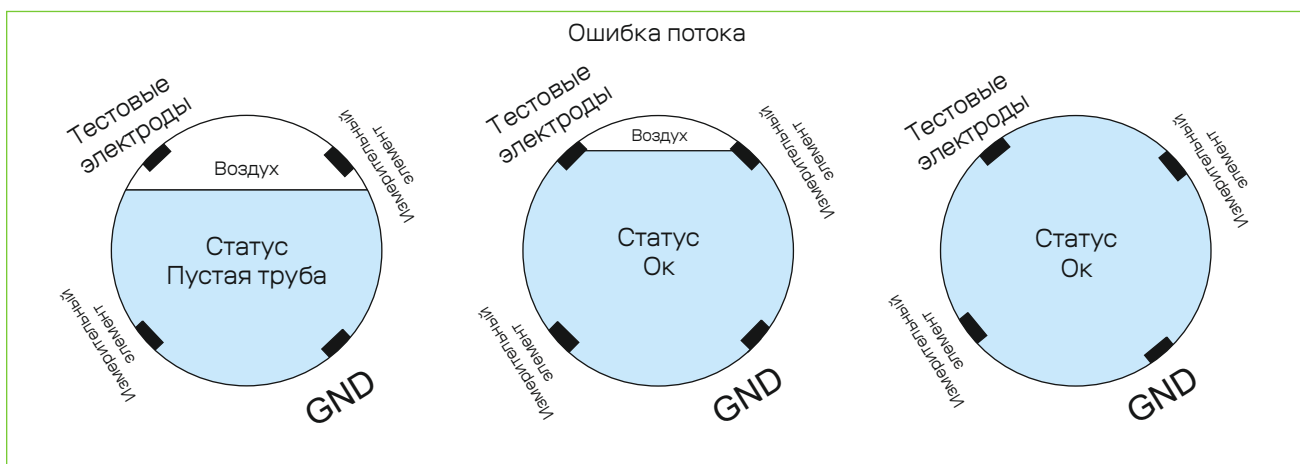 Ошибка потока
Тестовые
электроды
Измерительный
элемент
Воздух
Статус
Пустая труба
Измерительный
элемент
GND
Тестовые
электроды
Измерительный
элемент
Воздух
Статус
Ок
Измерительный
элемент
GND
Тестовые
электроды
Измерительный
элемент
Статус
Ок
Измерительный
элемент
GND